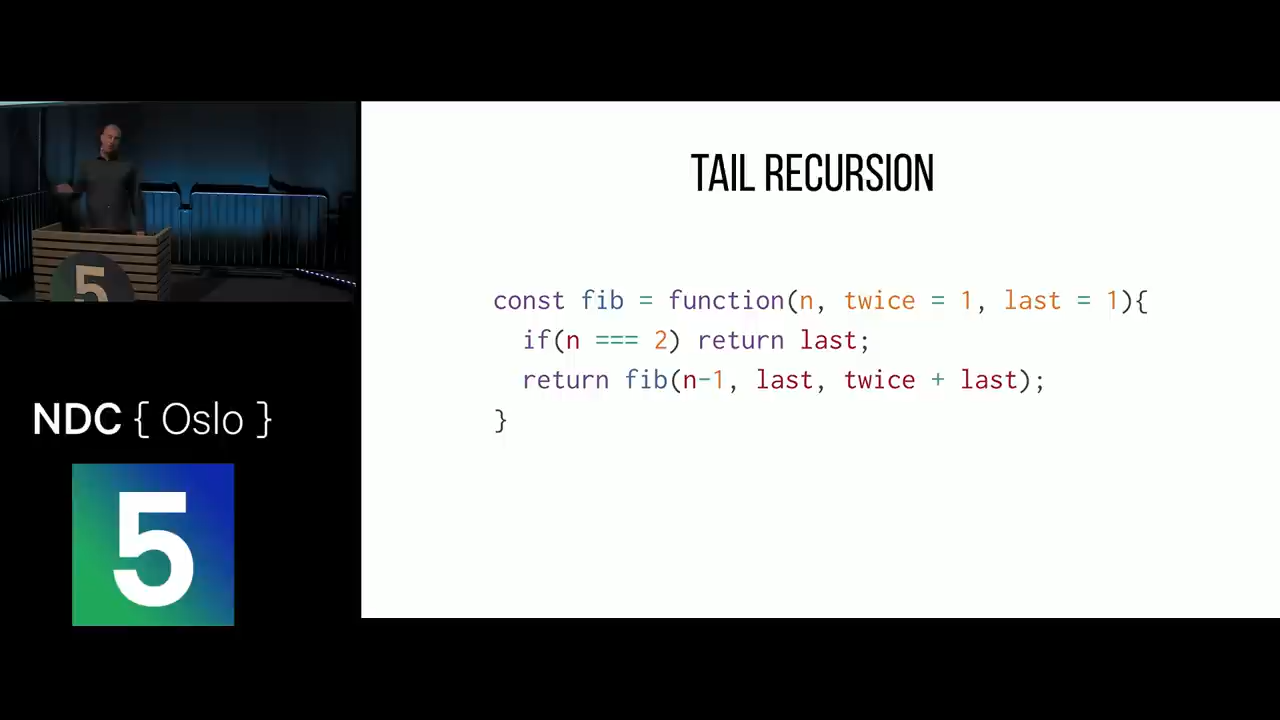 5
NDC { Oslo }
5
TAIL RECURSION
const fib = function(n, twice = 1, last = 1){
if(n === 2) return last;
return fib(n-1, last, twice + last);
}